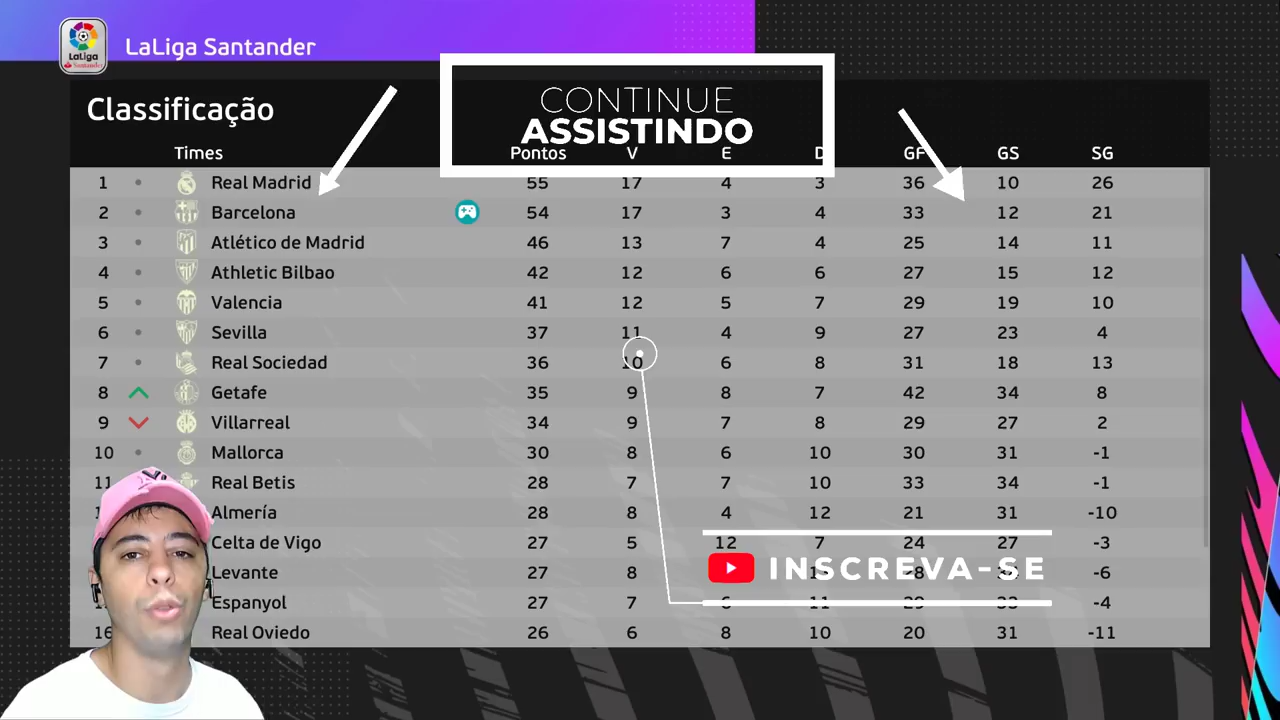 LaLiga Santander
LaLiga
Santander
CONTINUE
ASSISTINDO
Classificação
Times Pontos V E D GF GS SG
1 Real Madrid 55 17 4 3 36 10 26
2 Barcelona 54 17 3 4 33 12 21
3 Atlético de Madrid 46 13 7 4 25 14 11
4 Athletic Bilbao 42 12 6 6 27 15 12
5 Valencia 41 12 5 7 29 19 10
6 Sevilla 37 11 4 9 27 23 4
7 Real Sociedad 36 10 6 8 31 18 13
8 Getafe 35 9 8 7 42 34 8
9 Villarreal 34 9 7 8 29 27 2
10 Mallorca 30 8 6 10 30 31 -1
11 Real Betis 28 7 7 10 33 34 -1
Almería 28 8 4 12 21 31 -10
Celta de Vigo 27 5 12 7 24 27 -3
Levante 27 8 -6
INSCREVA-SE
Espanyol 27 7 6 11 29 33 -4
16 Real Oviedo 26 6 8 10 20 31 -11